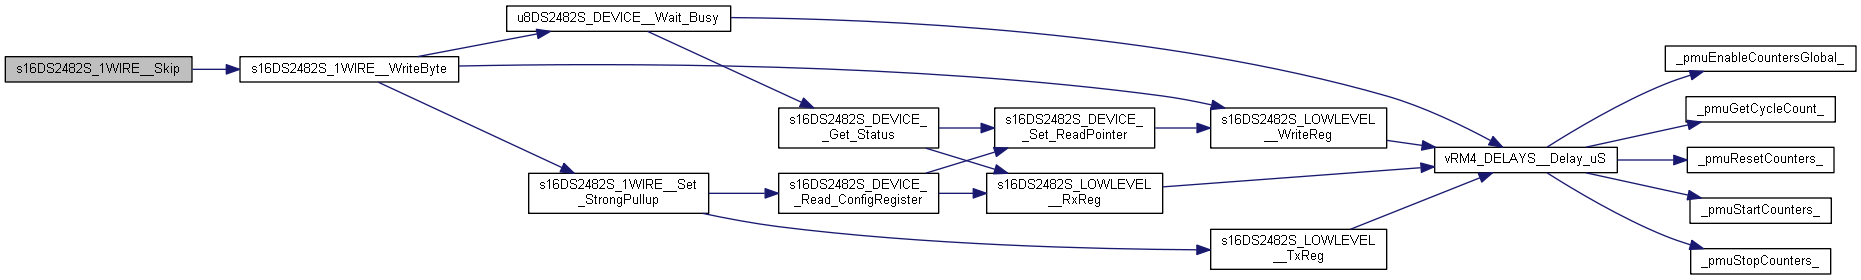 s16DS2482S_1WIRE__Skip
s16DS2482S_1WIRE__WriteByte
u8DS2482S_DEVICE__Wait_Busy
s16DS2482S_1WIRE__Set
_StrongPullup
s16DS2482S_DEVICE_
_Get_Status
s16DS2482S_DEVICE_
_Read_ConfigRegister
s16DS2482S_DEVICE_
_Set_ReadPointer
s16DS2482S_LOWLEVEL
__RxReg
s16DS2482S_LOWLEVEL
__WriteReg
s16DS2482S_LOWLEVEL
__TxReg
vRM4_DELAYS__Delay_uS
_pmuEnableCountersGlobal_
_pmuGetCycleCount_
_pmuResetCounters_
_pmuStartCounters_
_pmuStopCounters_